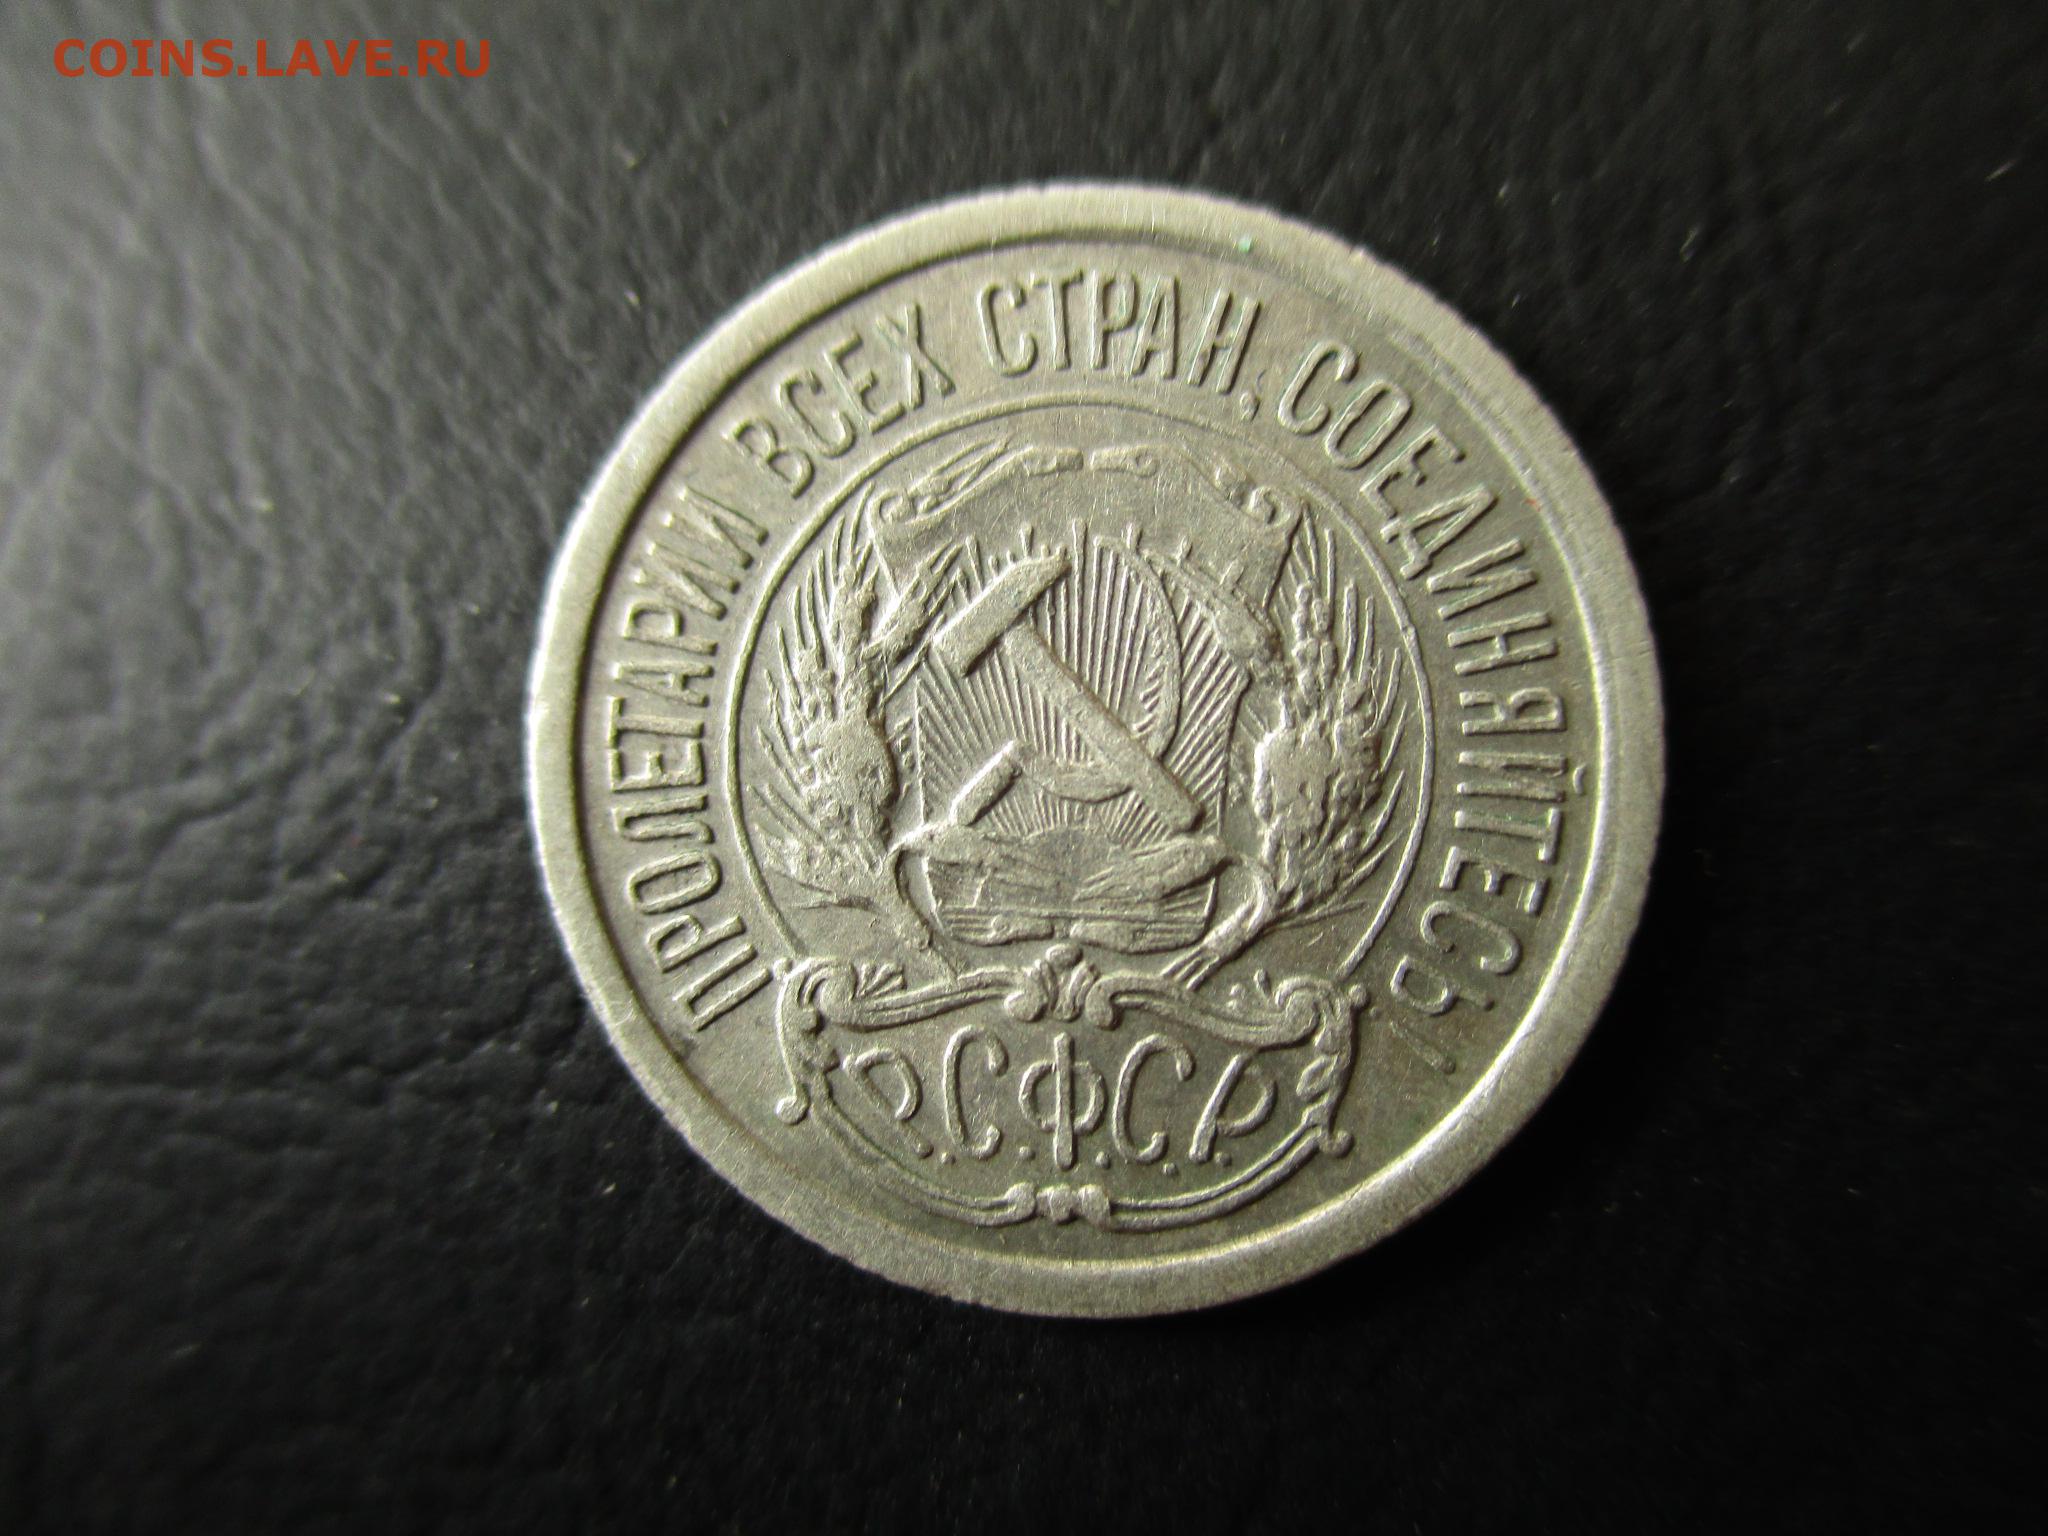 COINS.LAVE.RU
ПРОЛЕТАРИИ ВСЕХ СТРАН, СОЕДИНЯЙТЕСЬ!
Р.С.Ф.С.Р.